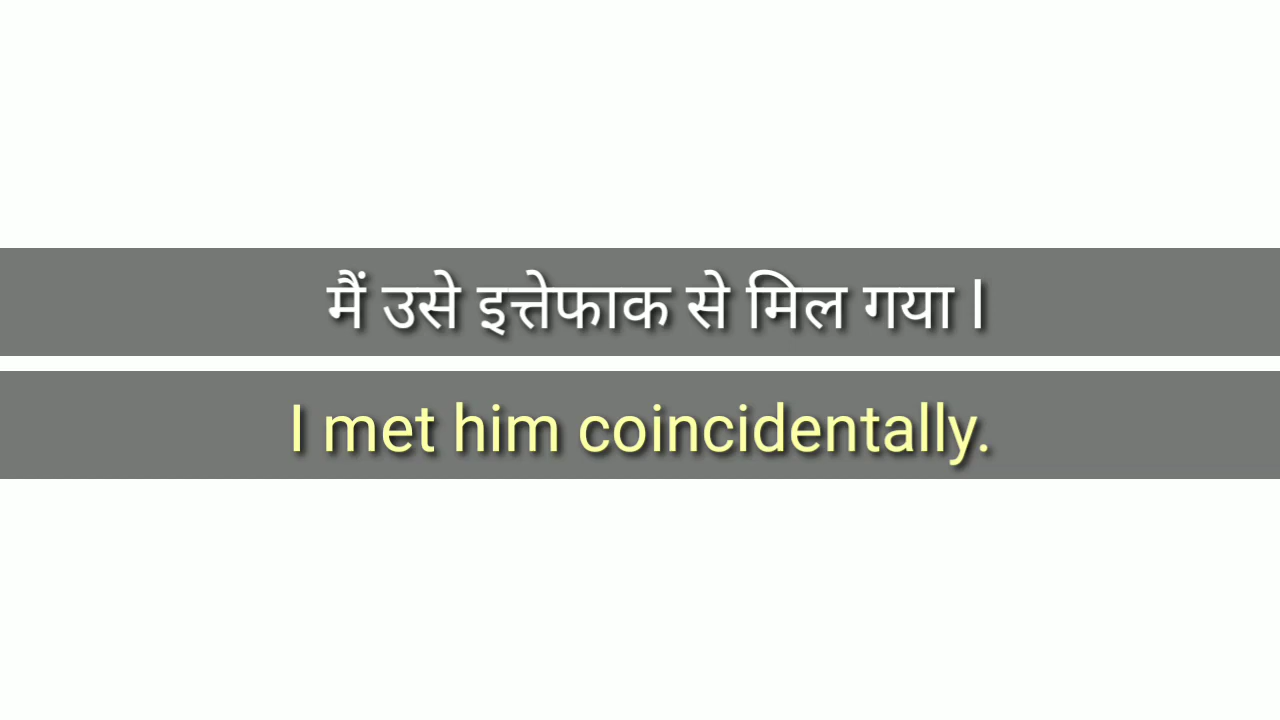 मैं उसे इत्तेफाक से मिल गया l
I met him coincidentally.